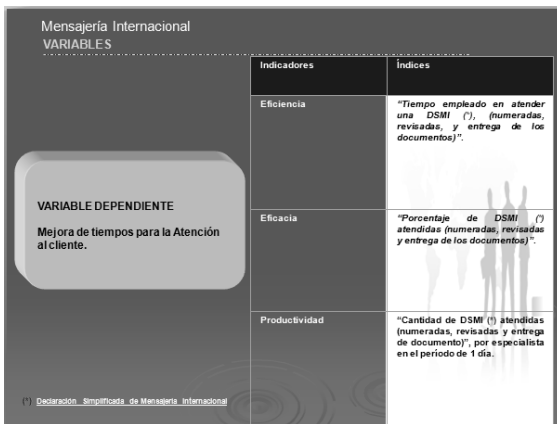 Mensajería Internacional
VARIABLES
Indicadores
Índices
Eficiencia
“Tiempo empleado en atender
una DSMI (*), (numeradas,
revisadas, y entrega de los
documentos)”.
VARIABLE DEPENDIENTE
Mejora de tiempos para la Atención
al cliente.
Eficacia
“Porcentaje de DSMI (*)
atendidas (numeradas, revisadas
y entrega de los documentos)”.
Productividad
“Cantidad de DSMI (*) atendidas
(numeradas, revisadas y entrega
de documento)”, por especialista
en el período de 1 día.
(*) Declaración Simplificada de Mensajería Internacional